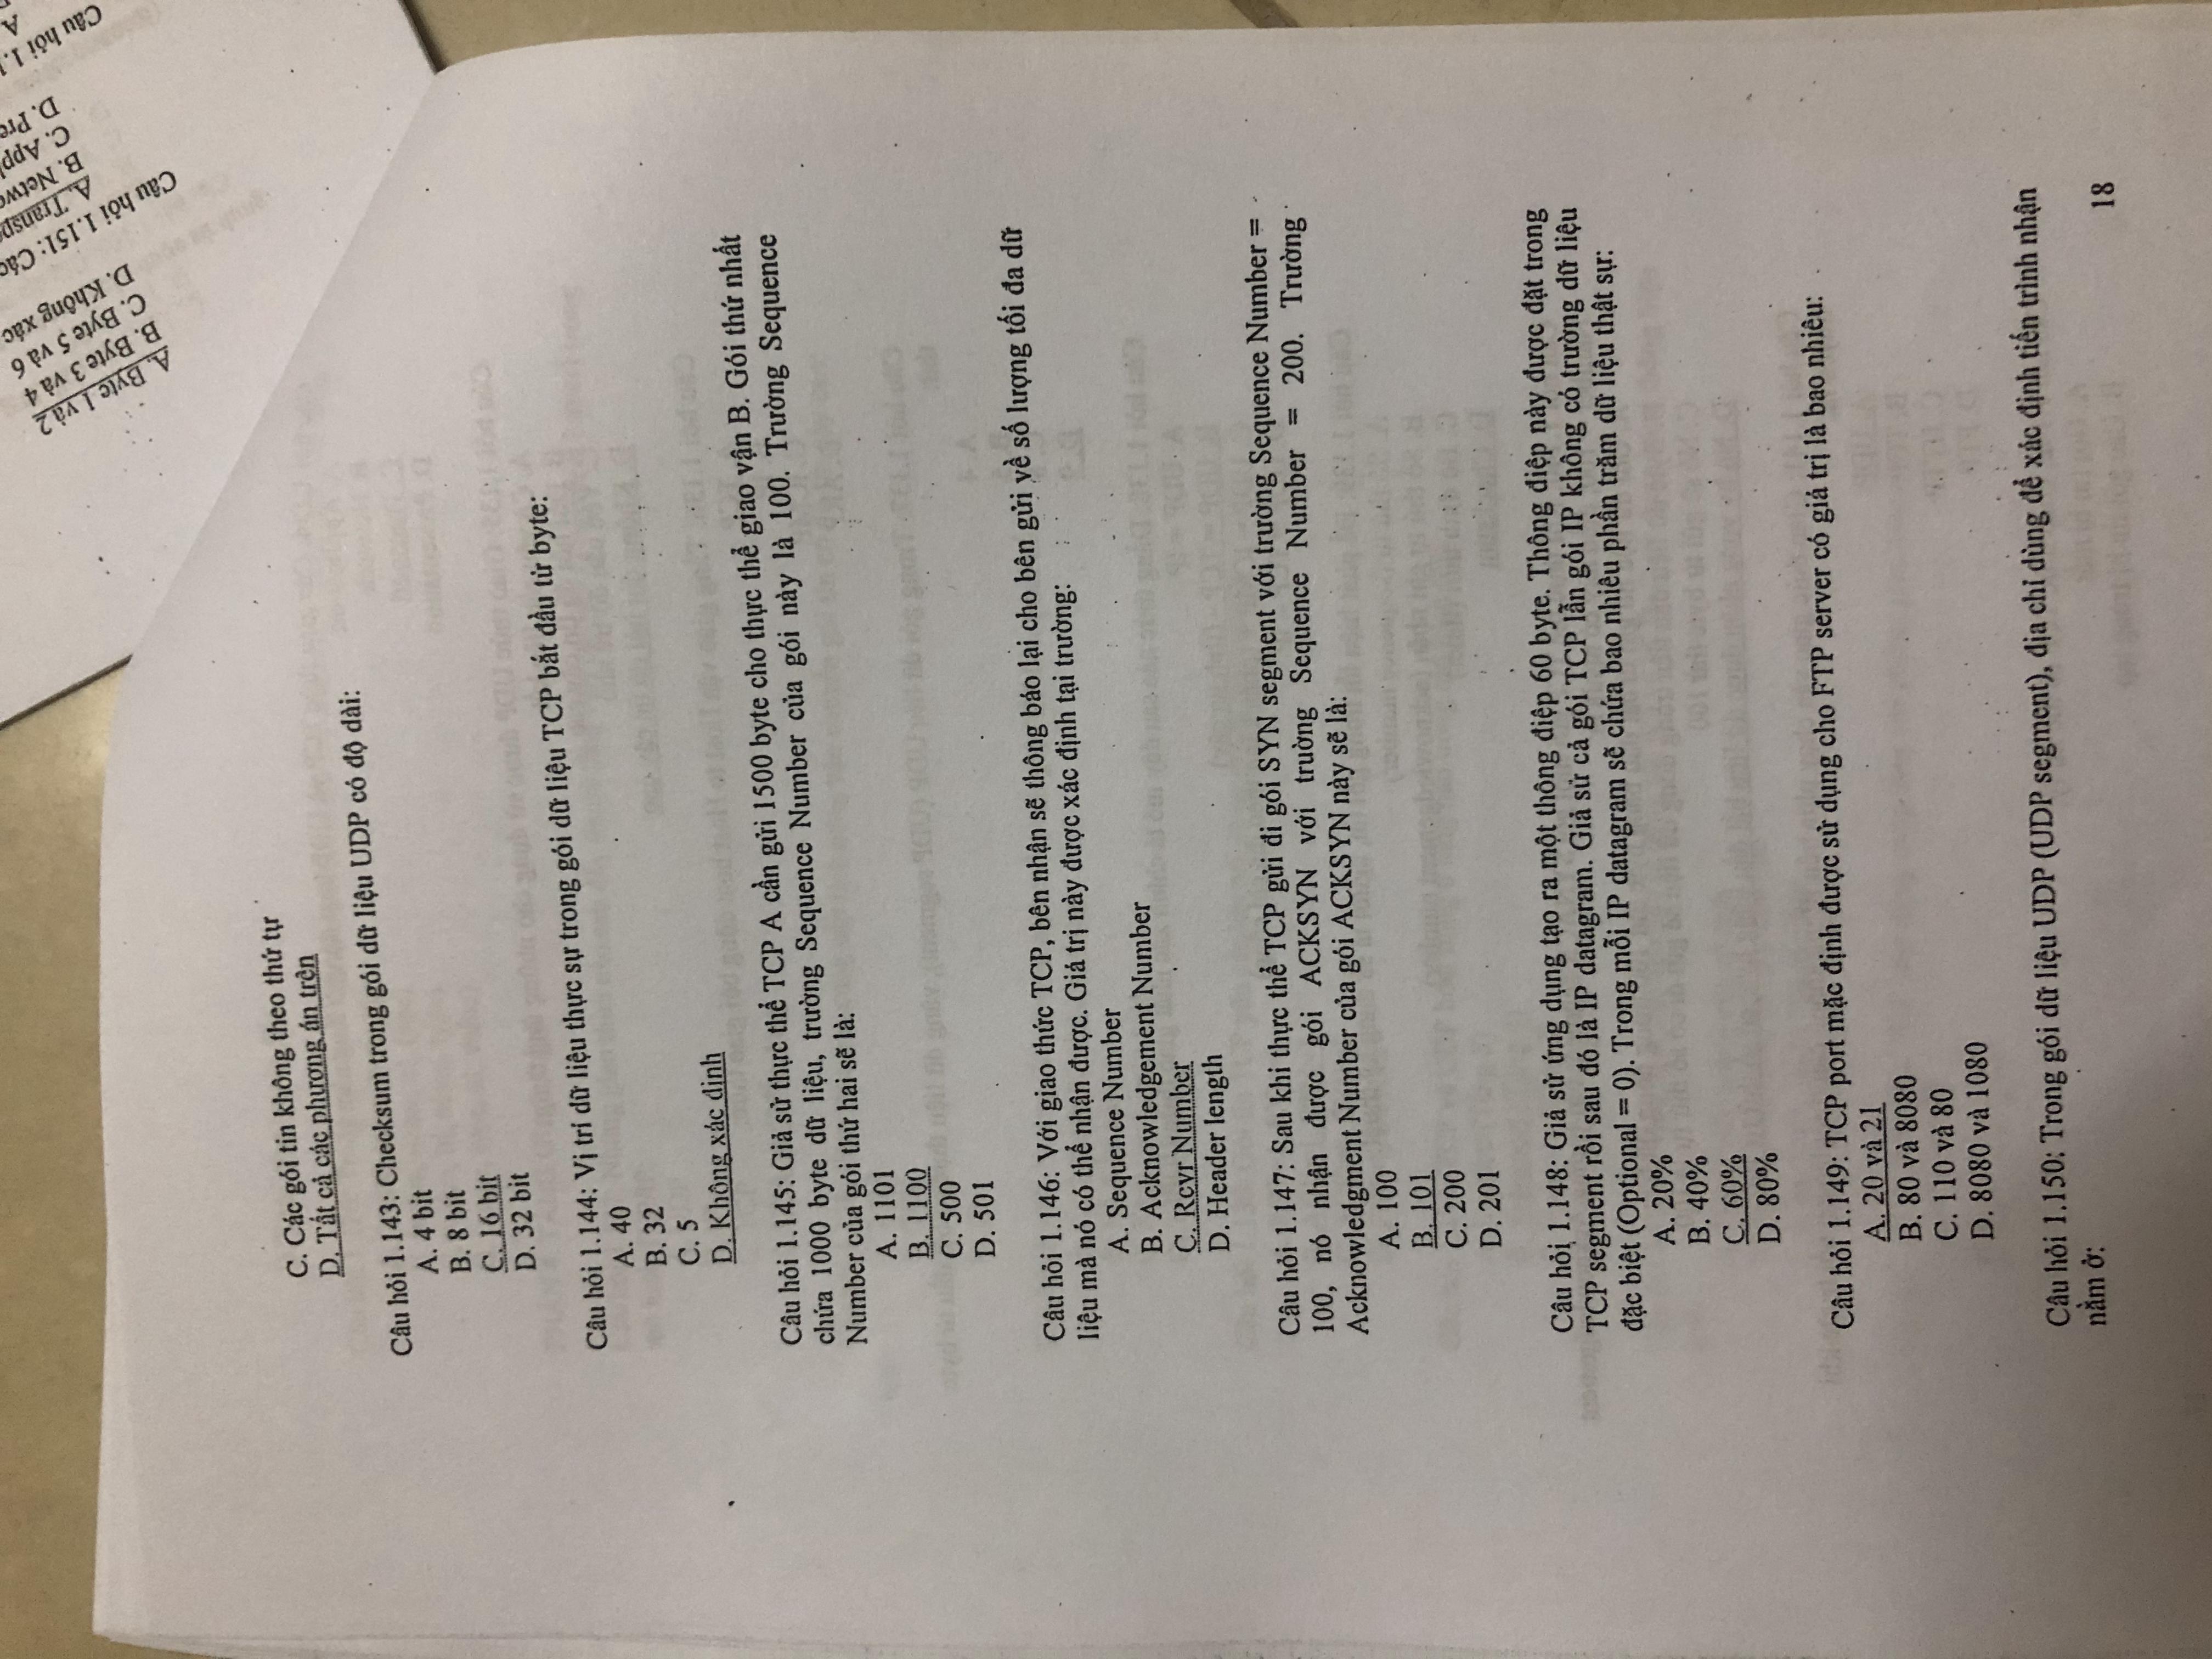 C. Các gói tin không theo thứ tự
D. Tất cả các phương án trên
Câu hỏi 1.143: Checksum trong gói dữ liệu UDP có độ dài:
A. 4 bit
B. 8 bit
C. 16 bit
D. 32 bit
Câu hỏi 1.144: Vị trí dữ liệu thực sự trong gói dữ liệu TCP bắt đầu từ byte:
A. 40
B. 32
C. 5
D. Không xác định
Câu hỏi 1.145: Giả sử thực thể TCP A cần gửi 1500 byte cho thực thể giao vận B. Gói thứ nhất
chứa 1000 byte dữ liệu, trường Sequence Number của gói này là 100. Trường Sequence
Number của gói thứ hai sẽ là:
A. 1101
B. 1100
C. 500
D. 501
Câu hỏi 1.146: Với giao thức TCP, bên nhận sẽ thông báo lại cho bên gửi về số lượng tối đa dữ
liệu mà nó có thể nhận được. Giá trị này được xác định tại trường:
A. Sequence Number
B. Acknowledgement Number
C. Rcvr Number
D. Header length
Câu hỏi 1.147: Sau khi thực thể TCP gửi đi gói SYN segment với trường Sequence Number =
100, nó nhận được gói ACKSYN với truờng Sequence Number = 200. Trường
Acknowledgment Number của gói ACKSYN này sẽ là:
A. 100
B. 101
C. 200
D. 201
Câu hỏi 1.148: Giả sử ứng dụng tạo ra một thông điệp 60 byte. Thông điệp này được đặt trong
TCP segment rồi sau đó là IP datagram. Giả sử cả gói TCP lẫn gói IP không có trường dữ liệu
đặc biệt (Optional = 0). Trong mỗi IP datagram sẽ chứa bao nhiêu phần trăm dữ liệu thật sự:
A. 20%
B. 40%
C. 60%
D. 80%
Câu hỏi 1.149: TCP port mặc định được sử dụng cho FTP server có giá trị là bao nhiêu:
A. 20 và 21
B. 80 và 8080
C. 110 và 80
D. 8080 và 1080
Câu hỏi 1.150: Trong gói dữ liệu UDP (UDP segment), địa chỉ dùng để xác định tiến trình nhận
nằm ở:
18
A. Byte 1 và 2
B. Byte 3 và 4
C. Byte 5 và 6
D. Không xác
Câu hỏi 1.151: Các
A.
B.
C.
D.
Câu hỏi
A.